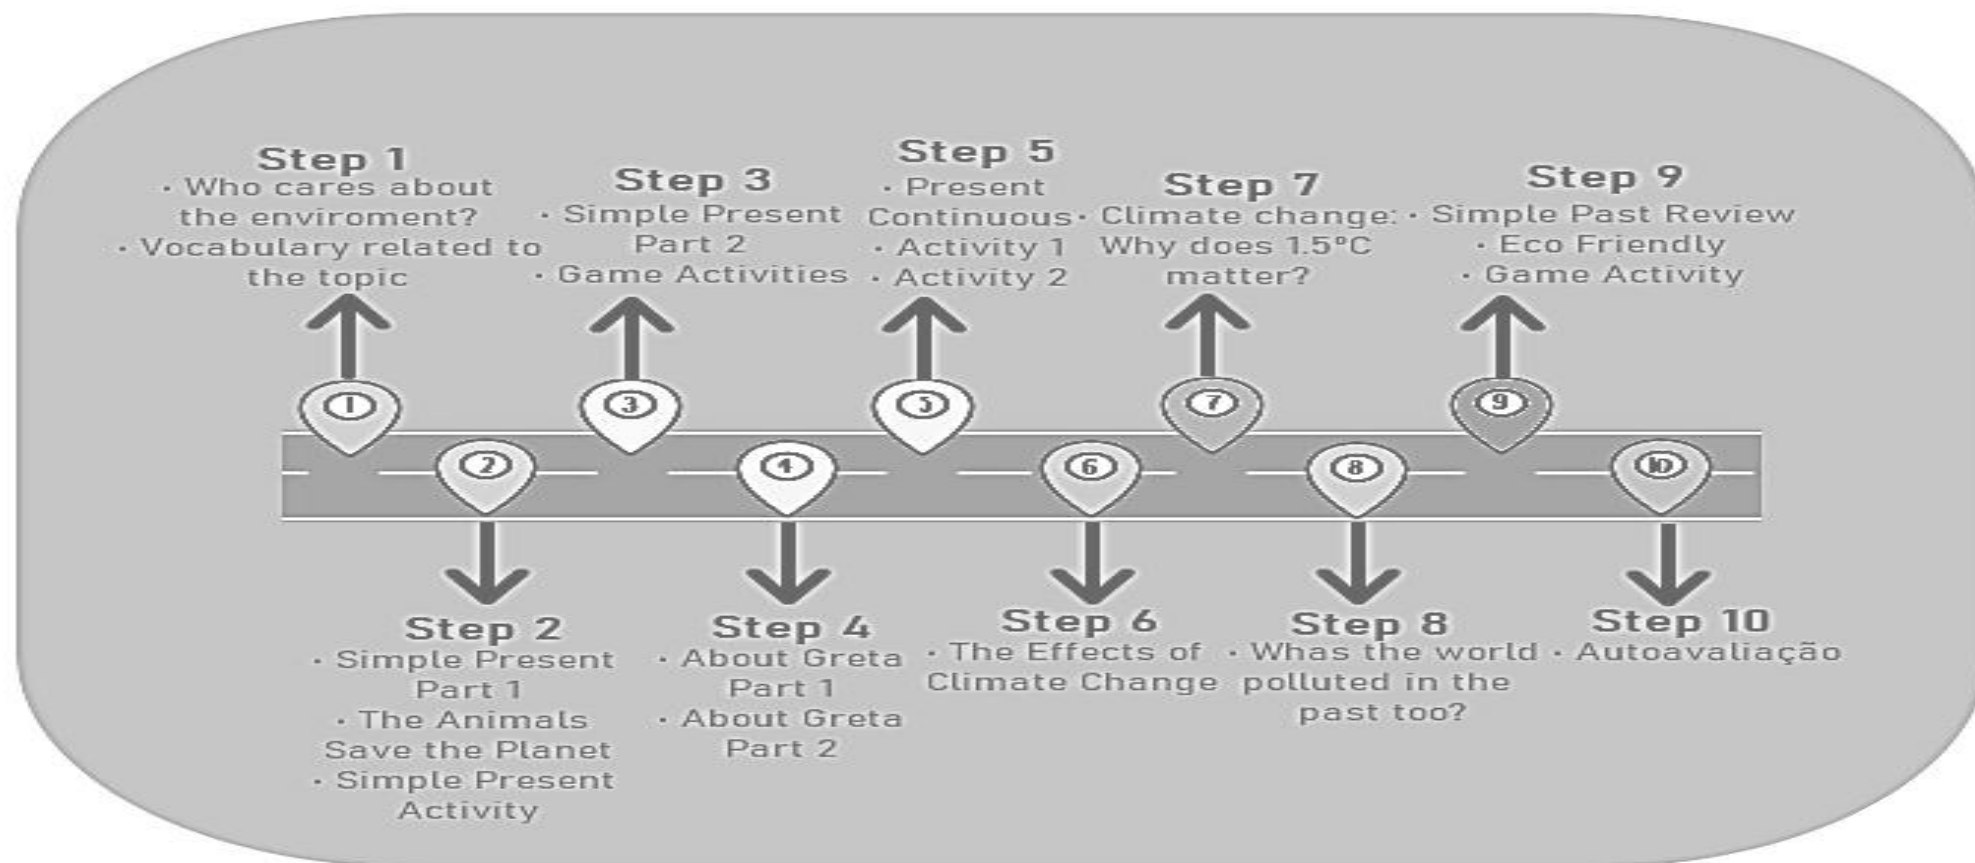 Step 1
· Who cares about
the enviroment?
· Vocabulary related to
the topic
Step 3
· Simple Present
Part 2
· Game Activities
Step 5
· Present
Continuous
· Activity 1
· Activity 2
Step 7
· Climate change:
Why does 1.5°C
matter?
Step 9
· Simple Past Review
· Eco Friendly
· Game Activity
1
2
3
4
5
6
7
8
9
10
Step 2
· Simple Present
Part 1
· The Animals
Save the Planet
· Simple Present
Activity
Step 4
· About Greta
Part 1
· About Greta
Part 2
Step 6
· The Effects of
Climate Change
Step 8
· Whas the world
polluted in the
past too?
Step 10
· Autoavaliação